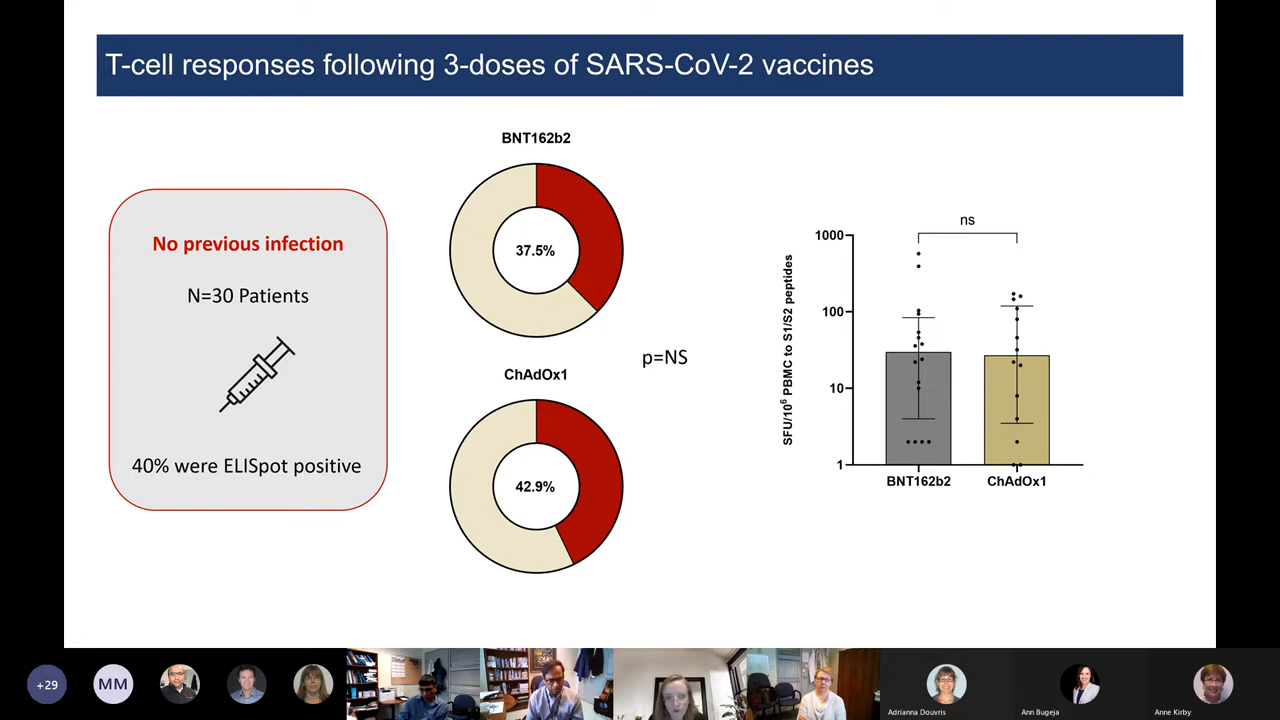 T-cell responses following 3-doses of SARS-CoV-2 vaccines
No previous infection
N=30 Patients
40% were ELISpot positive
BNT162b2
37.5%
p=NS
ChAdOx1
42.9%
ns
SFU/10⁶ PBMC to S1/S2 peptides
1000
100
10
1
BNT162b2
ChAdOx1
+29
MM
Adrianna Douvris
Ann Bugeja
Anne Kirby